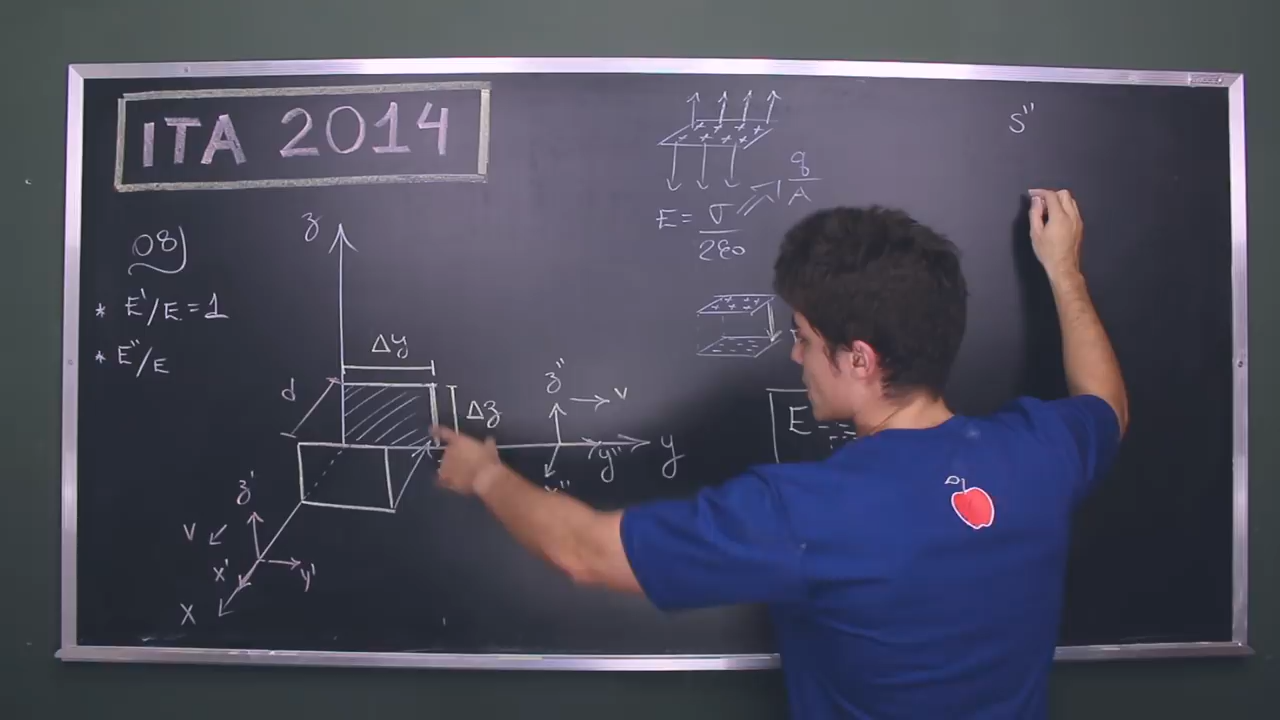 ITA 2014
08)
* E'/E = 1
* E''/E
z
Δy
d
Δz
z''
v
y''
y
z'
v
x'
y'
x
q
A
E = σ
2ε0
E
S''